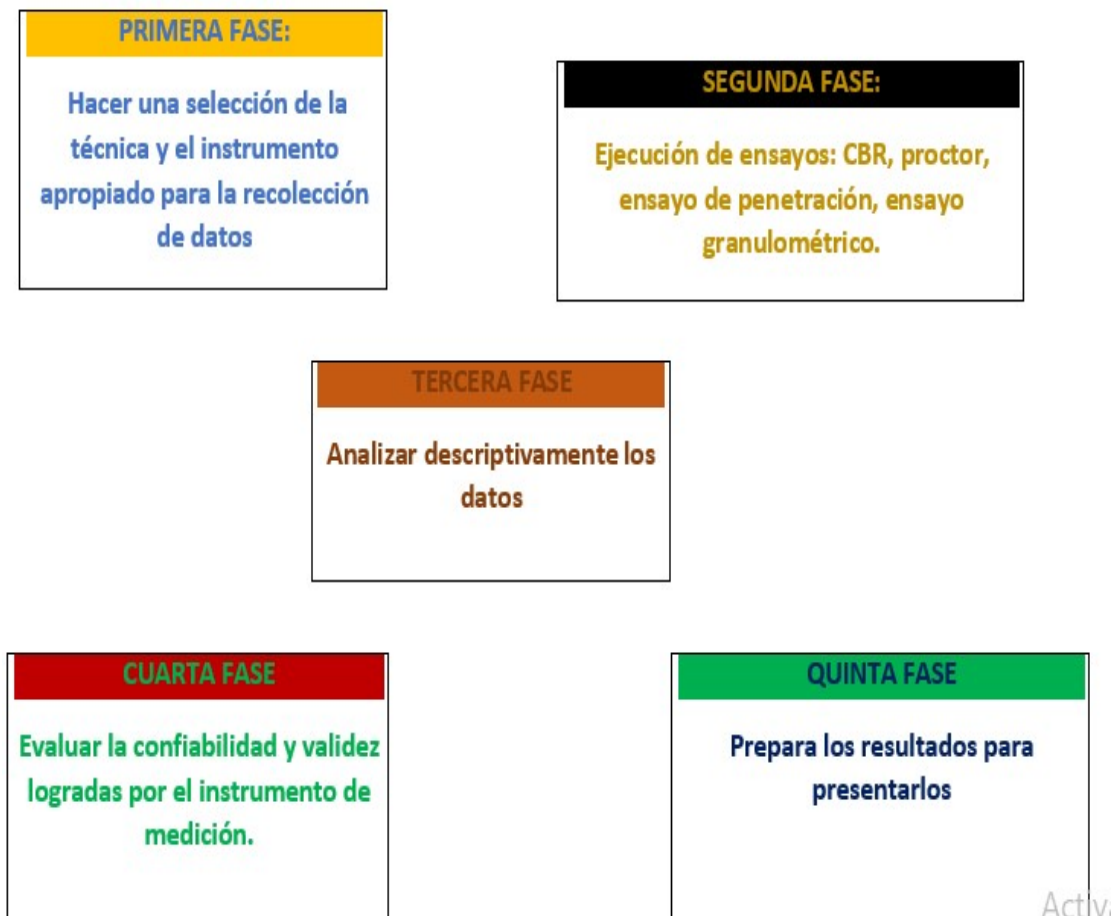 PRIMERA FASE:
Hacer una selección de la
técnica y el instrumento
apropiado para la recolección
de datos
SEGUNDA FASE:
Ejecución de ensayos: CBR, proctor,
ensayo de penetración, ensayo
granulométrico.
TERCERA FASE
Analizar descriptivamente los
datos
CUARTA FASE
Evaluar la confiabilidad y validez
logradas por el instrumento de
medición.
QUINTA FASE
Prepara los resultados para
presentarlos